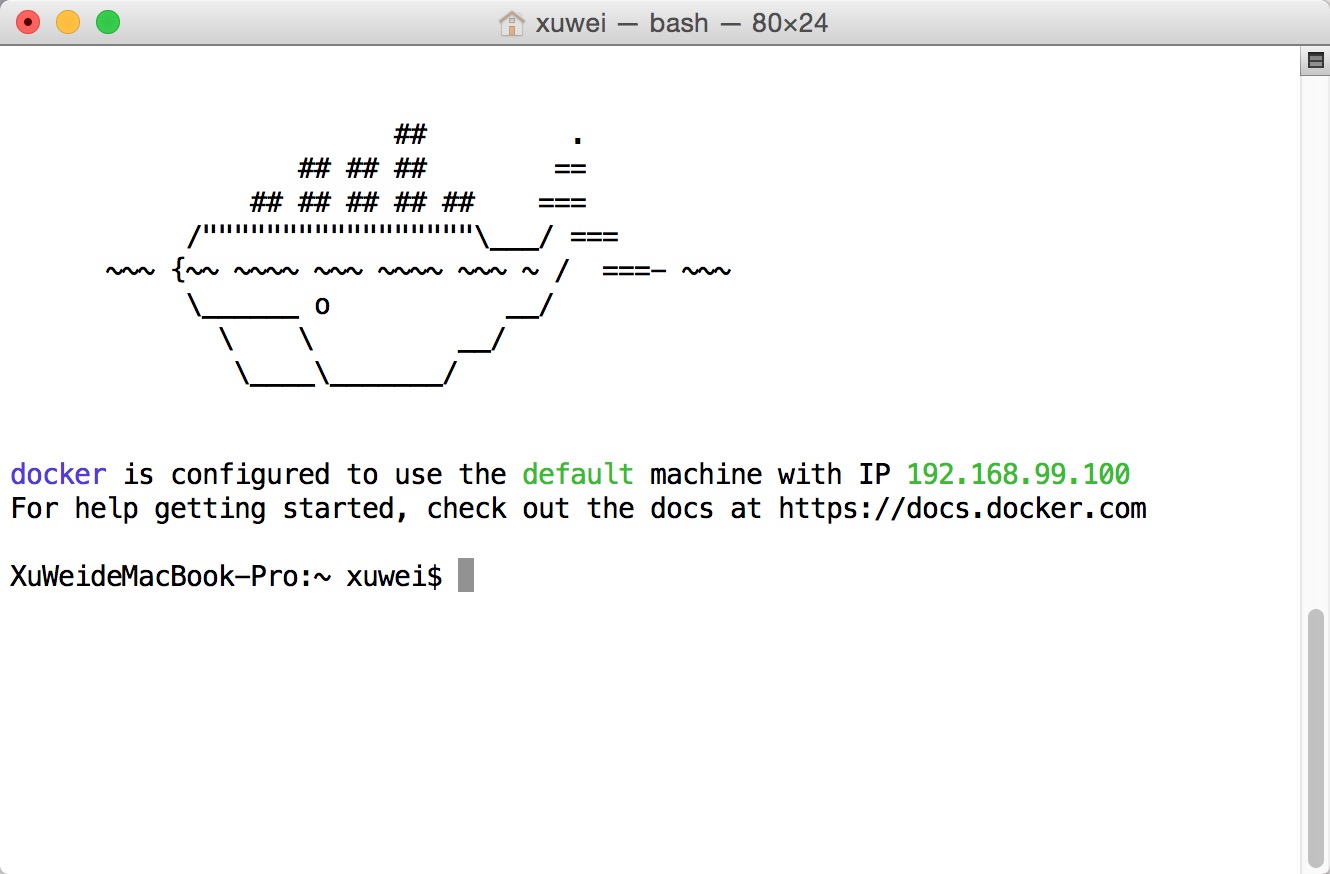 xuwei — bash — 80×24
                        ##         .
                  ## ## ##        ==
               ## ## ## ## ##    ===
           /"""""""""""""""""\___/ ===
      ~~~ {~~ ~~~~ ~~~ ~~~~ ~~~ ~ /  ===- ~~~
           \______ o           __/
             \    \         __/
              \____\_______/
docker is configured to use the default machine with IP 192.168.99.100
For help getting started, check out the docs at https://docs.docker.com
XuWeideMacBook-Pro:~ xuwei$